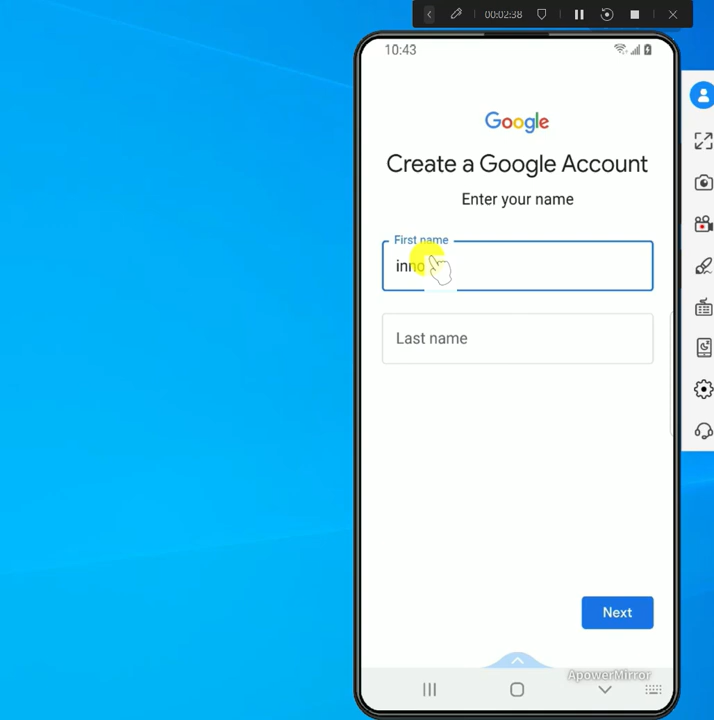 00:02:38
10:43
Google
Create a Google Account
Enter your name
First name
inno
Last name
Next
ApowerMirror